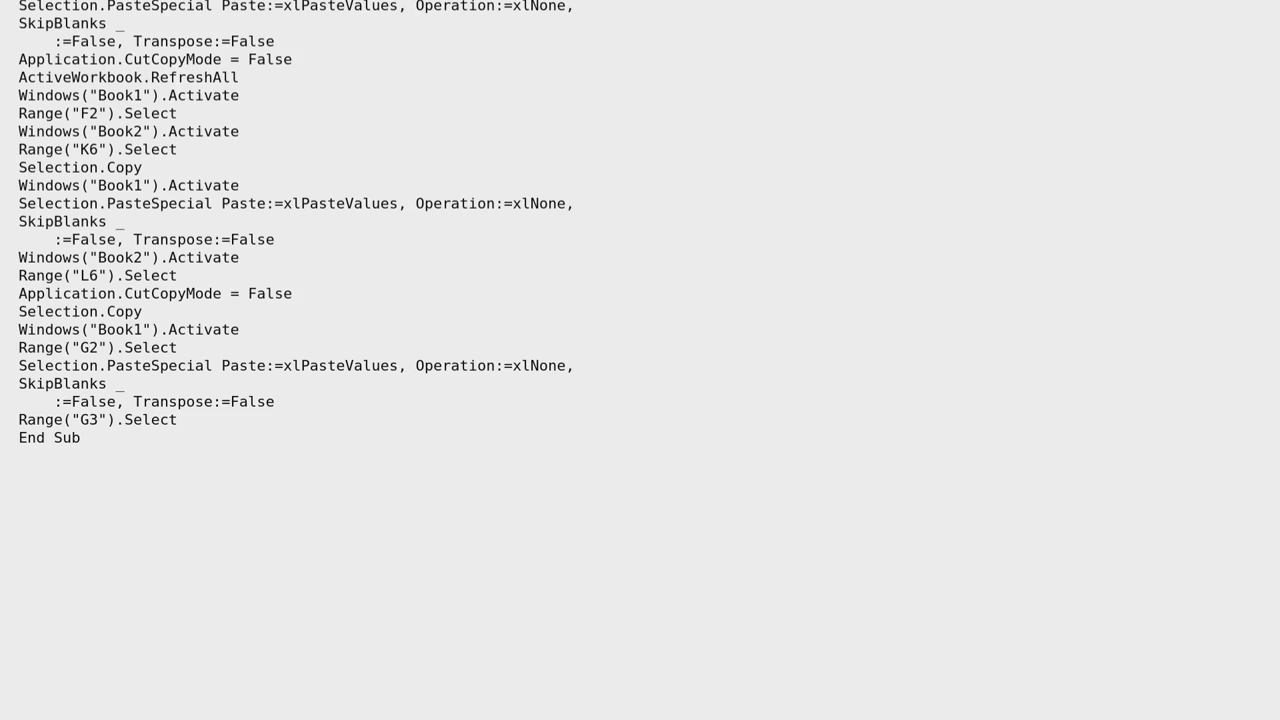 Selection.PasteSpecial Paste:=xlPasteValues, Operation:=xlNone,
SkipBlanks _
    :=False, Transpose:=False
Application.CutCopyMode = False
ActiveWorkbook.RefreshAll
Windows("Book1").Activate
Range("F2").Select
Windows("Book2").Activate
Range("K6").Select
Selection.Copy
Windows("Book1").Activate
Selection.PasteSpecial Paste:=xlPasteValues, Operation:=xlNone,
SkipBlanks _
    :=False, Transpose:=False
Windows("Book2").Activate
Range("L6").Select
Application.CutCopyMode = False
Selection.Copy
Windows("Book1").Activate
Range("G2").Select
Selection.PasteSpecial Paste:=xlPasteValues, Operation:=xlNone,
SkipBlanks _
    :=False, Transpose:=False
Range("G3").Select
End Sub